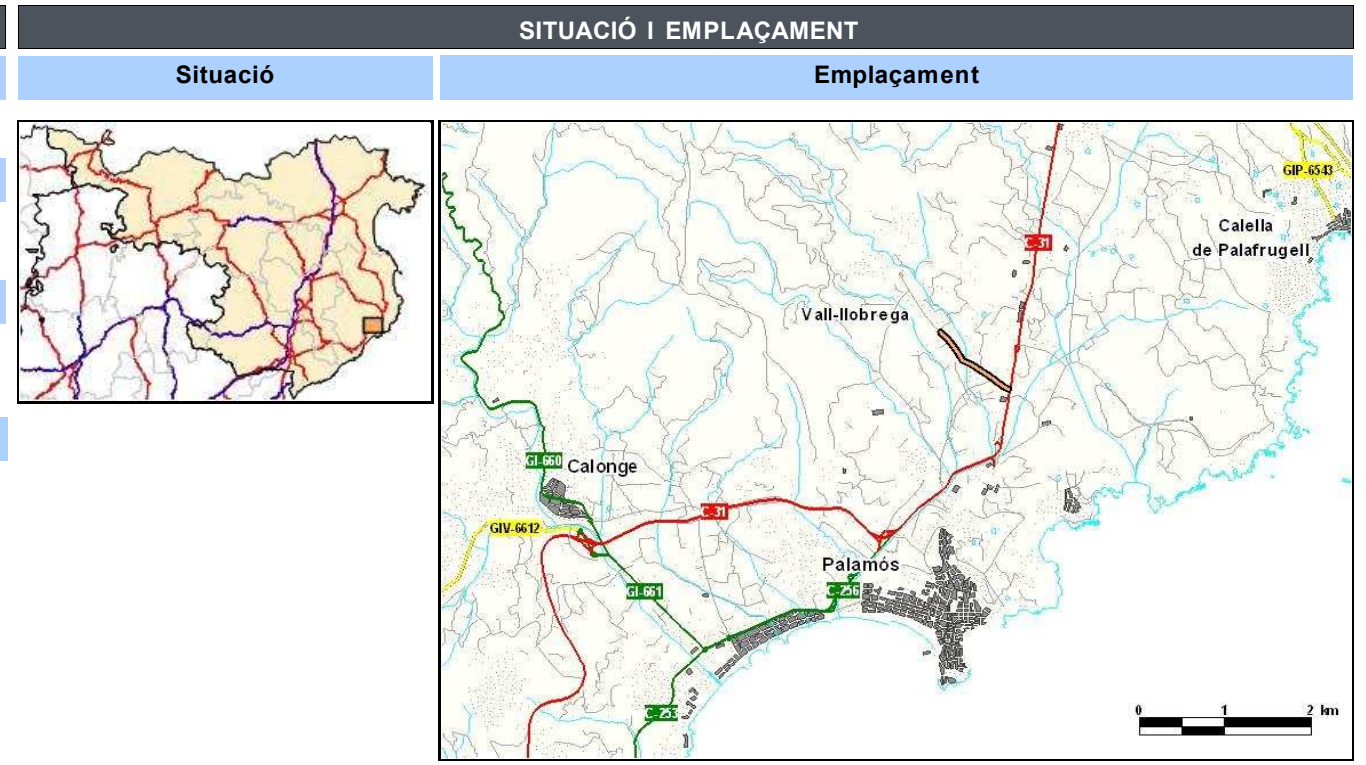 SITUACIÓ I EMPLAÇAMENT
Situació
Emplaçament
GIP-6543
Calella
de Palafrugell
C-31
Vall-llobrega
GI-660
Calonge
C-31
GIV-6612
Palamós
GI-661
C-256
C-253
0 1 2 km